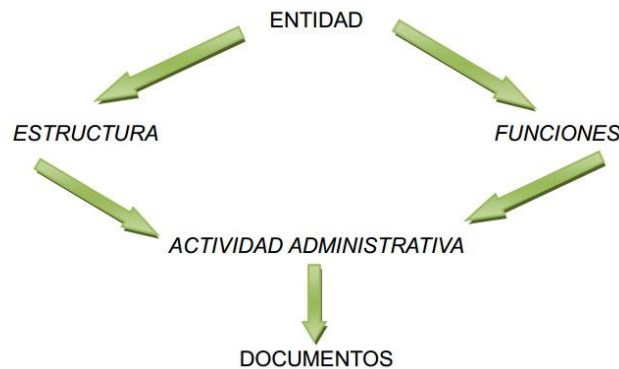 ENTIDAD
ESTRUCTURA
FUNCIONES
ACTIVIDAD ADMINISTRATIVA
DOCUMENTOS